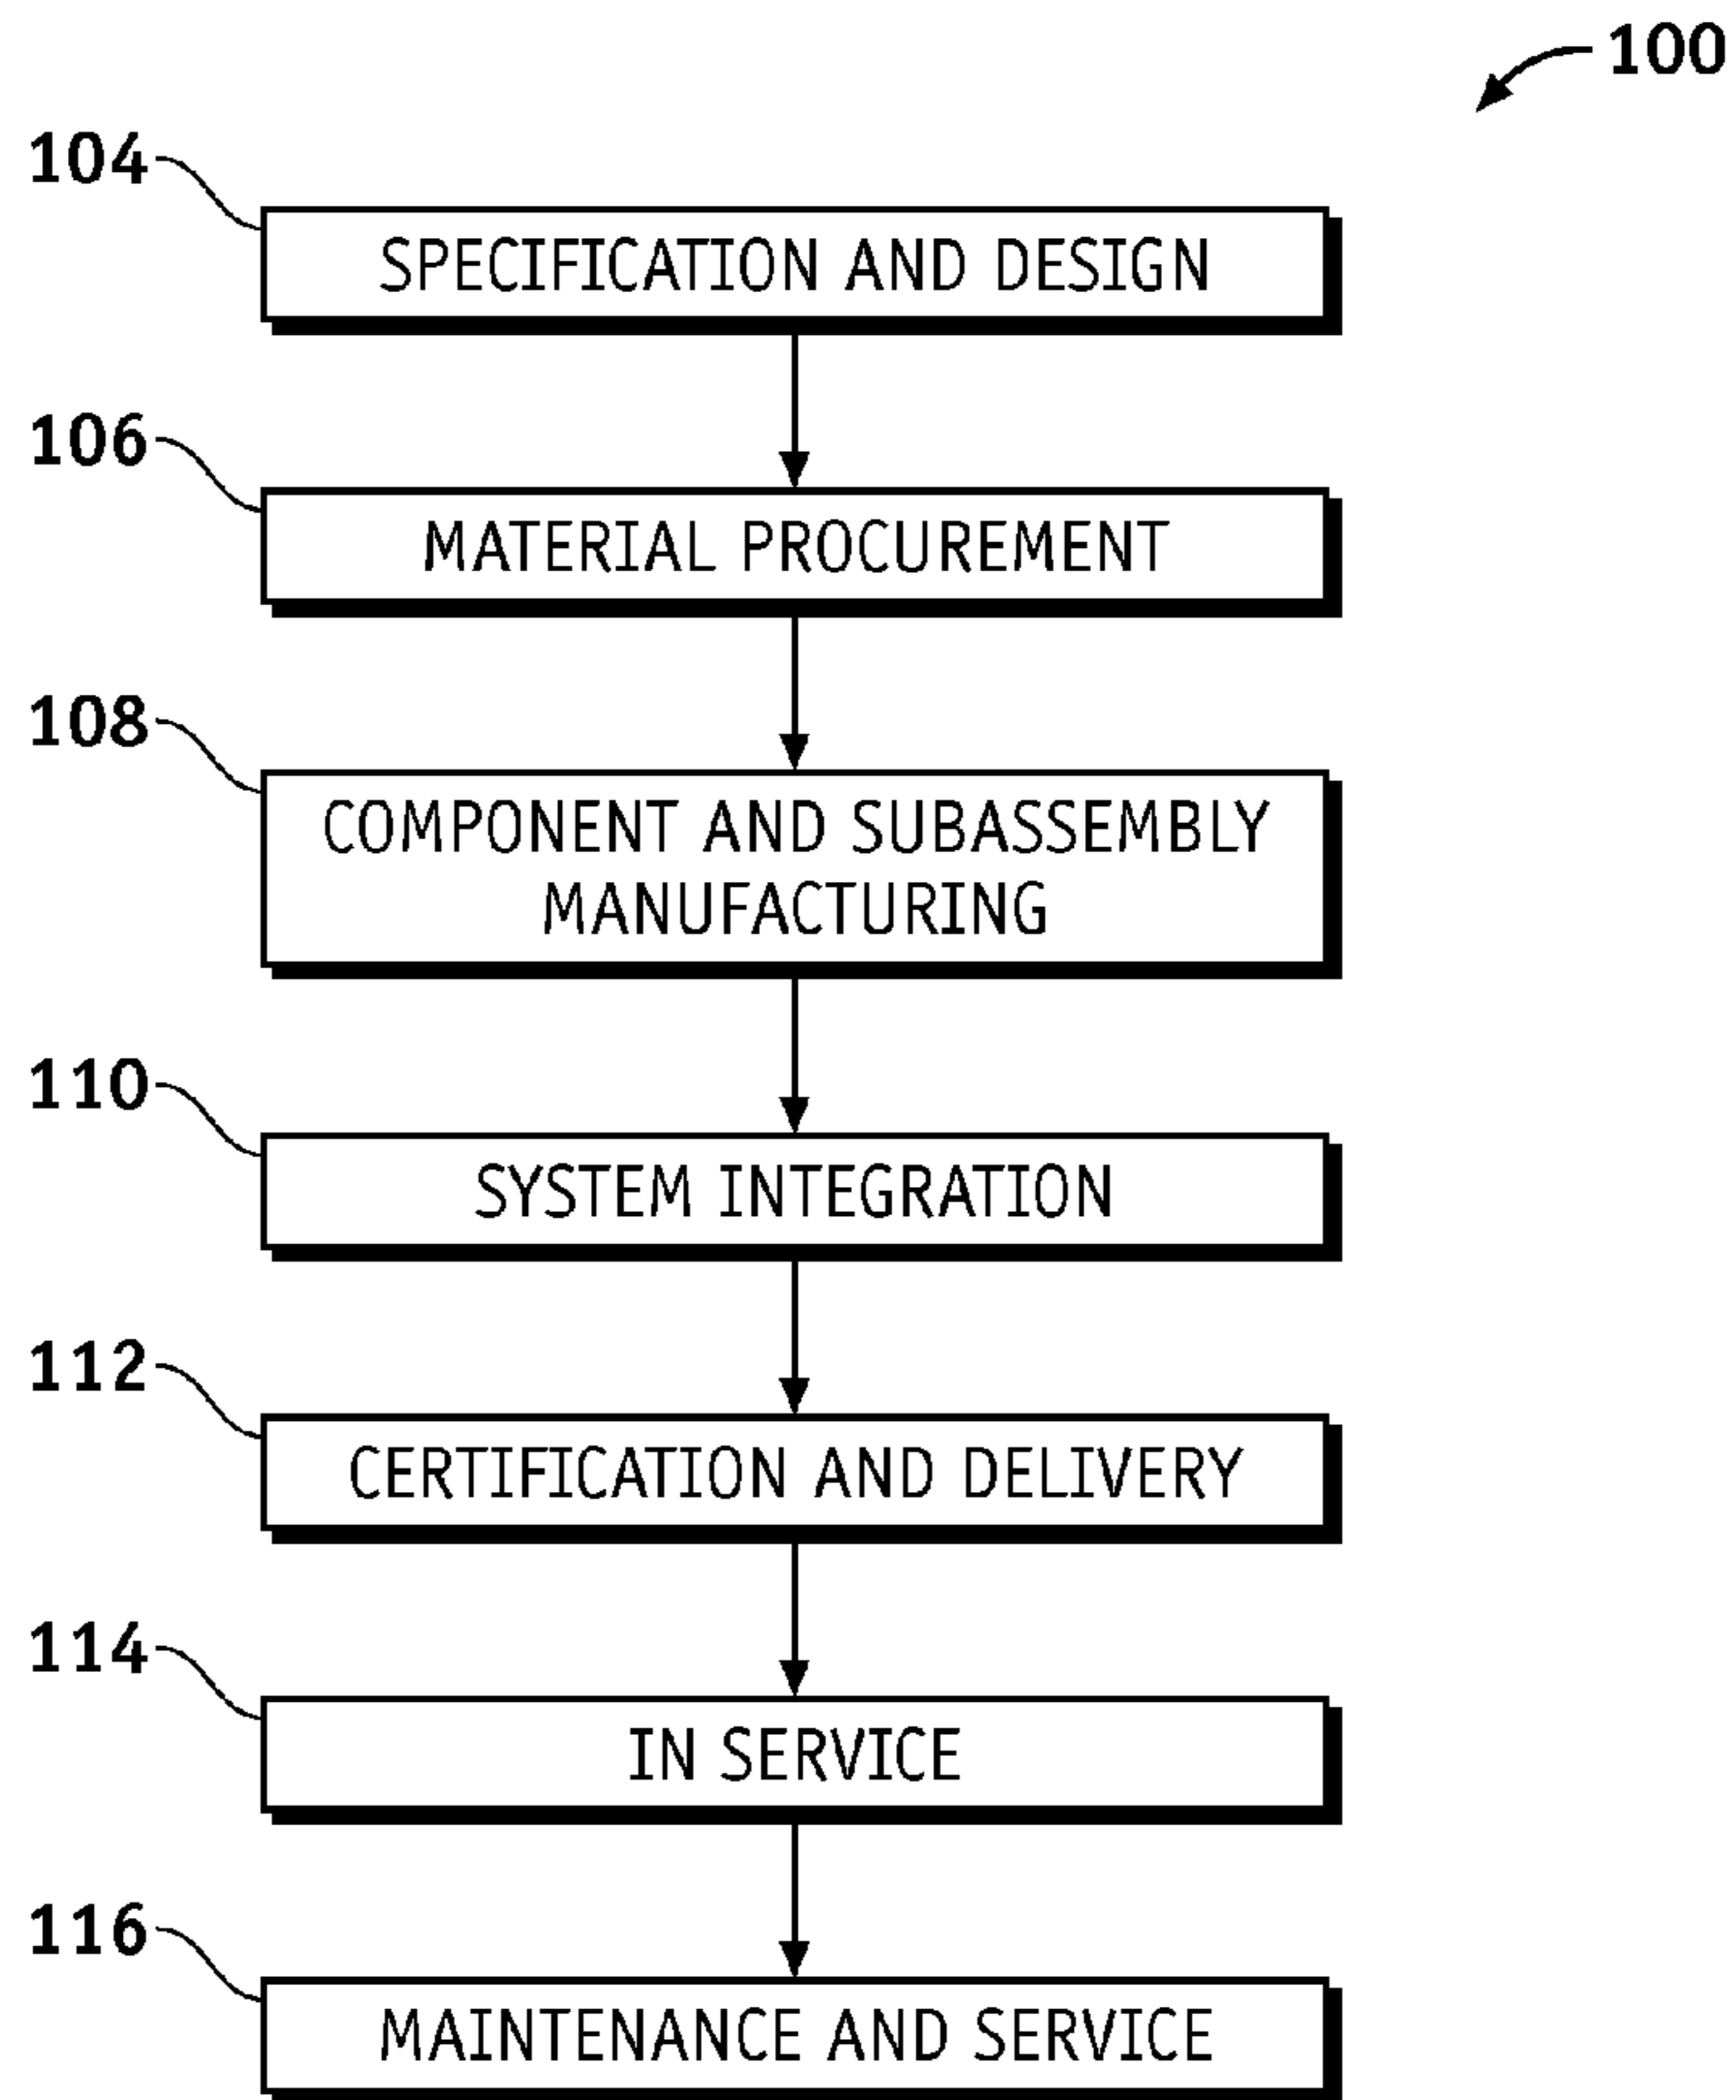 100
104
SPECIFICATION AND DESIGN
106
MATERIAL PROCUREMENT
108
COMPONENT AND SUBASSEMBLY
MANUFACTURING
110
SYSTEM INTEGRATION
112
CERTIFICATION AND DELIVERY
114
IN SERVICE
116
MAINTENANCE AND SERVICE